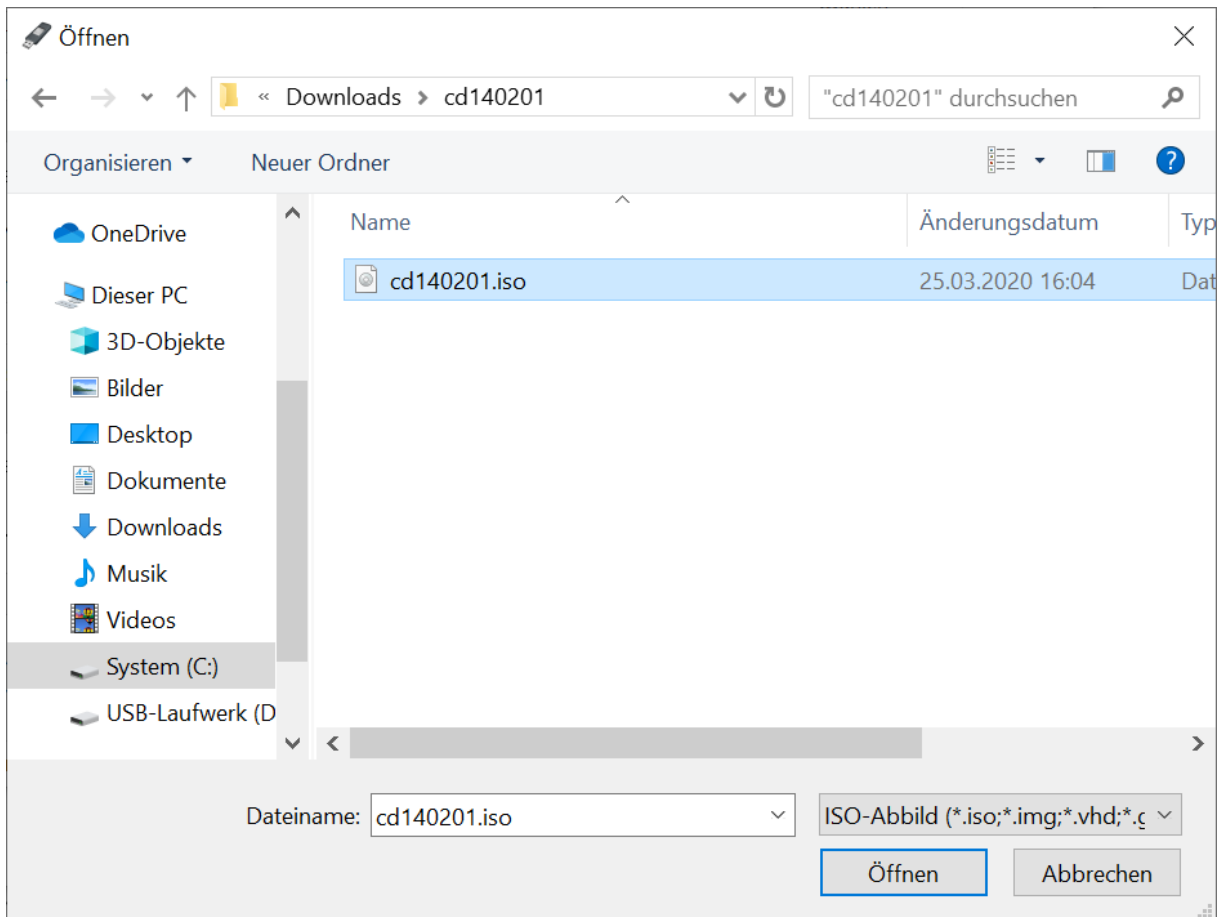 Öffnen
« Downloads › cd140201
"cd140201" durchsuchen
Organisieren
Neuer Ordner
?
OneDrive
Dieser PC
3D-Objekte
Bilder
Desktop
Dokumente
Downloads
Musik
Videos
System (C:)
USB-Laufwerk (D
Name
Änderungsdatum
Typ
cd140201.iso
25.03.2020 16:04
Dat
Dateiname:
cd140201.iso
ISO-Abbild (*.iso;*.img;*.vhd;*.g
Öffnen
Abbrechen